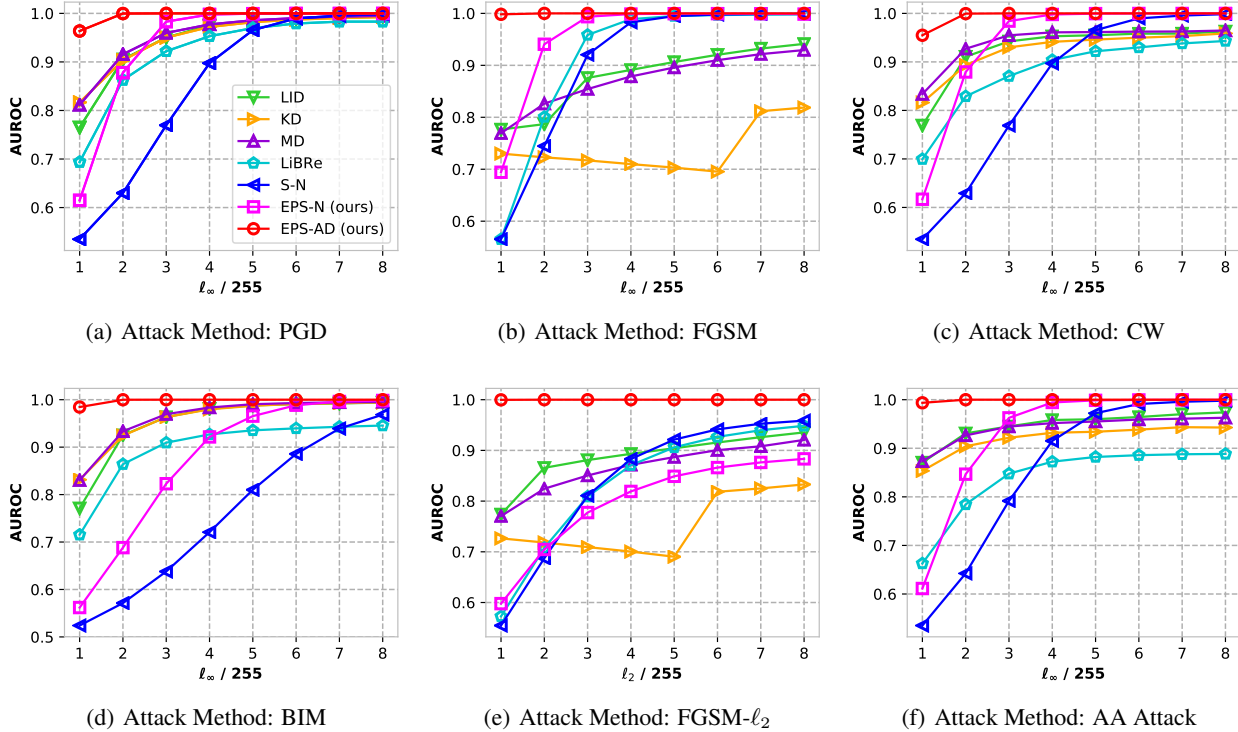 1.0
0.9
0.8
0.7
0.6
AUROC
LID
KD
MD
LiBRe
S-N
EPS-N (ours)
EPS-AD (ours)
1 2 3 4 5 6 7 8
ℓ∞ / 255
(a) Attack Method: PGD
1.0
0.9
0.8
0.7
0.6
AUROC
1 2 3 4 5 6 7 8
ℓ∞ / 255
(b) Attack Method: FGSM
1.0
0.9
0.8
0.7
0.6
AUROC
1 2 3 4 5 6 7 8
ℓ∞ / 255
(c) Attack Method: CW
1.0
0.9
0.8
0.7
0.6
0.5
AUROC
1 2 3 4 5 6 7 8
ℓ∞ / 255
(d) Attack Method: BIM
1.0
0.9
0.8
0.7
0.6
AUROC
1 2 3 4 5 6 7 8
ℓ2 / 255
(e) Attack Method: FGSM-ℓ2
1.0
0.9
0.8
0.7
0.6
AUROC
1 2 3 4 5 6 7 8
ℓ∞ / 255
(f) Attack Method: AA Attack